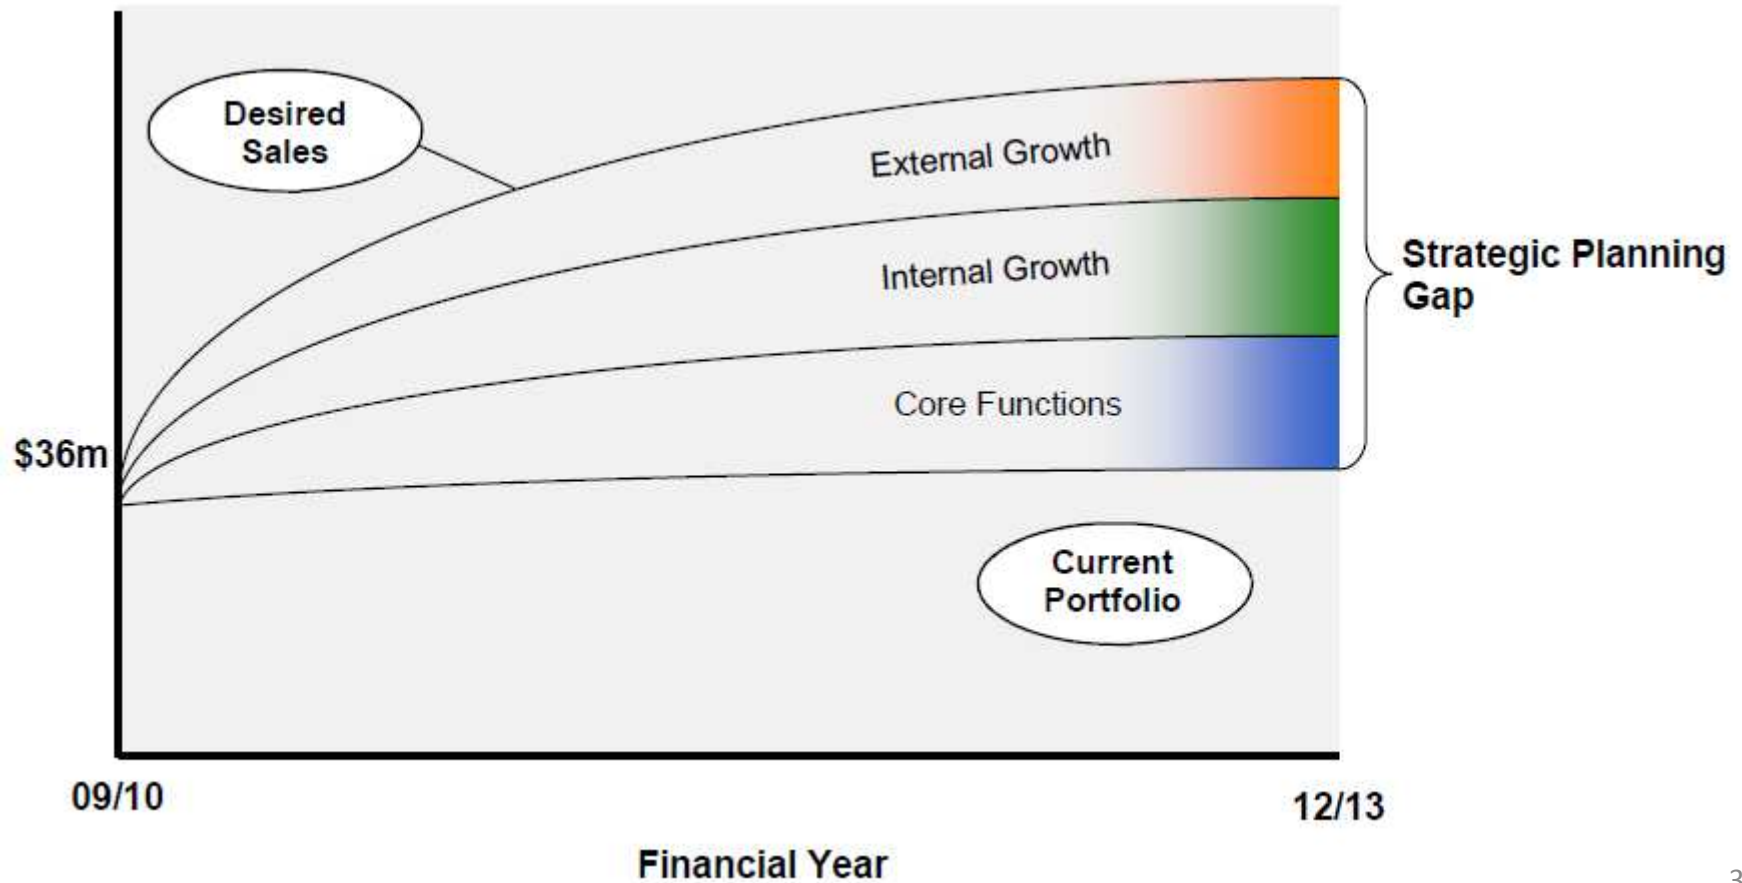 Desired
Sales
External Growth
Internal Growth
Strategic Planning
Gap
Core Functions
$36m
Current
Portfolio
09/10
12/13
Financial Year
3